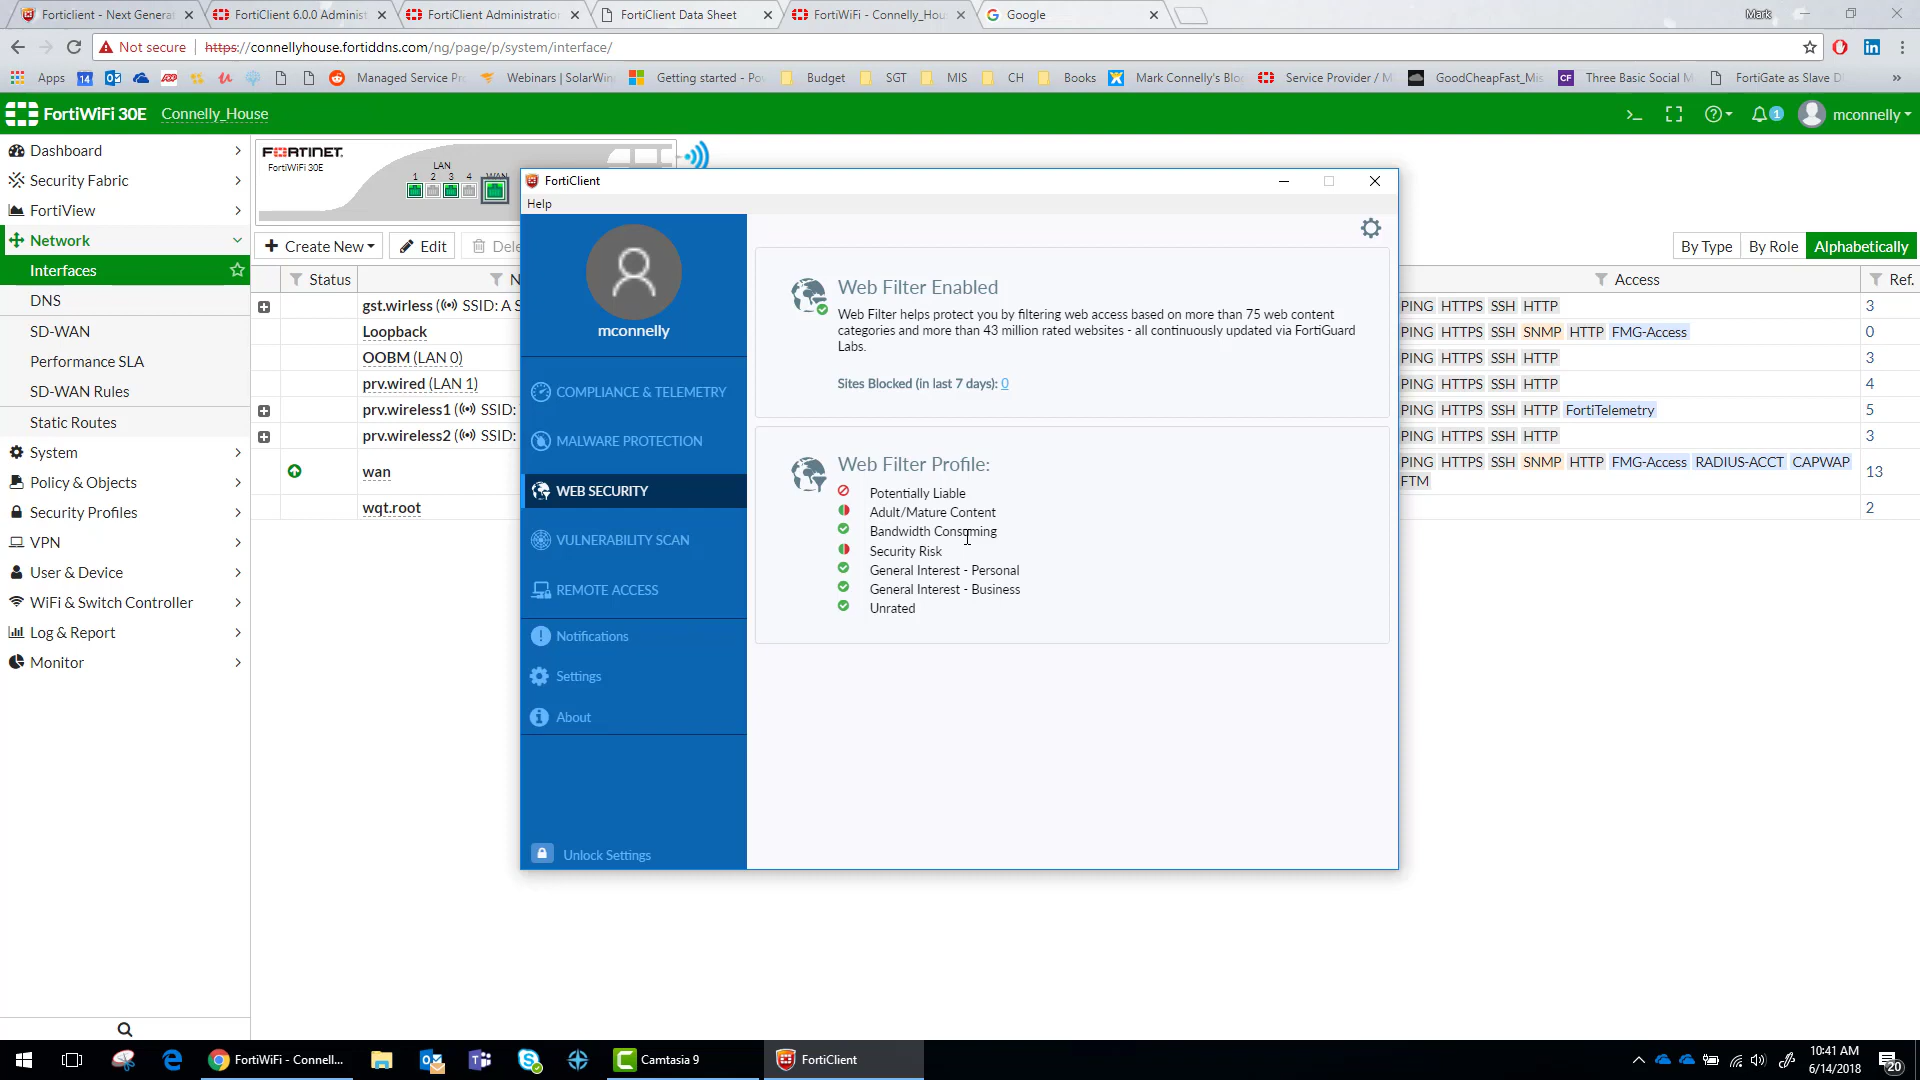 Forticlient - Next Genera
FortiClient 6.0.0 Administ
FortiClient Administratio
FortiClient Data Sheet
FortiWiFi - Connelly_Hou
Google
Mark
Not secure https://connellyhouse.fortiddns.com/ng/page/p/system/interface/
Apps
Managed Service Pr
Webinars | SolarWin
Getting started - Po
Budget
SGT
MIS
CH
Books
Mark Connelly's Blo
Service Provider / M
GoodCheapFast_Mis
Three Basic Social M
FortiGate as Slave D
FortiWiFi 30E Connelly_House
1 mconnelly
Dashboard
Security Fabric
FortiView
Network
Interfaces
DNS
SD-WAN
Performance SLA
SD-WAN Rules
Static Routes
System
Policy & Objects
Security Profiles
VPN
User & Device
WiFi & Switch Controller
Log & Report
Monitor
FORTINET
FortiWiFi 30E
LAN
1 2 3 4 WAN
Create New Edit Dele
By Type By Role Alphabetically
Status N
Access Ref.
gst.wirless (SSID: A S
PING HTTPS SSH HTTP 3
Loopback
PING HTTPS SSH SNMP HTTP FMG-Access 0
OOBM (LAN 0)
PING HTTPS SSH HTTP 3
prv.wired (LAN 1)
PING HTTPS SSH HTTP 4
prv.wireless1 (SSID:
PING HTTPS SSH HTTP FortiTelemetry 5
prv.wireless2 (SSID:
PING HTTPS SSH HTTP 3
wan
PING HTTPS SSH SNMP HTTP FMG-Access RADIUS-ACCT CAPWAP
FTM 13
wqt.root 2
FortiClient
Help
mconnelly
COMPLIANCE & TELEMETRY
MALWARE PROTECTION
WEB SECURITY
VULNERABILITY SCAN
REMOTE ACCESS
Notifications
Settings
About
Unlock Settings
Web Filter Enabled
Web Filter helps protect you by filtering web access based on more than 75 web content
categories and more than 43 million rated websites - all continuously updated via FortiGuard
Labs.
Sites Blocked (in last 7 days): 0
Web Filter Profile:
Potentially Liable
Adult/Mature Content
Bandwidth Consuming
Security Risk
General Interest - Personal
General Interest - Business
Unrated
FortiWiFi - Connell...
Camtasia 9
FortiClient
10:41 AM
6/14/2018
20